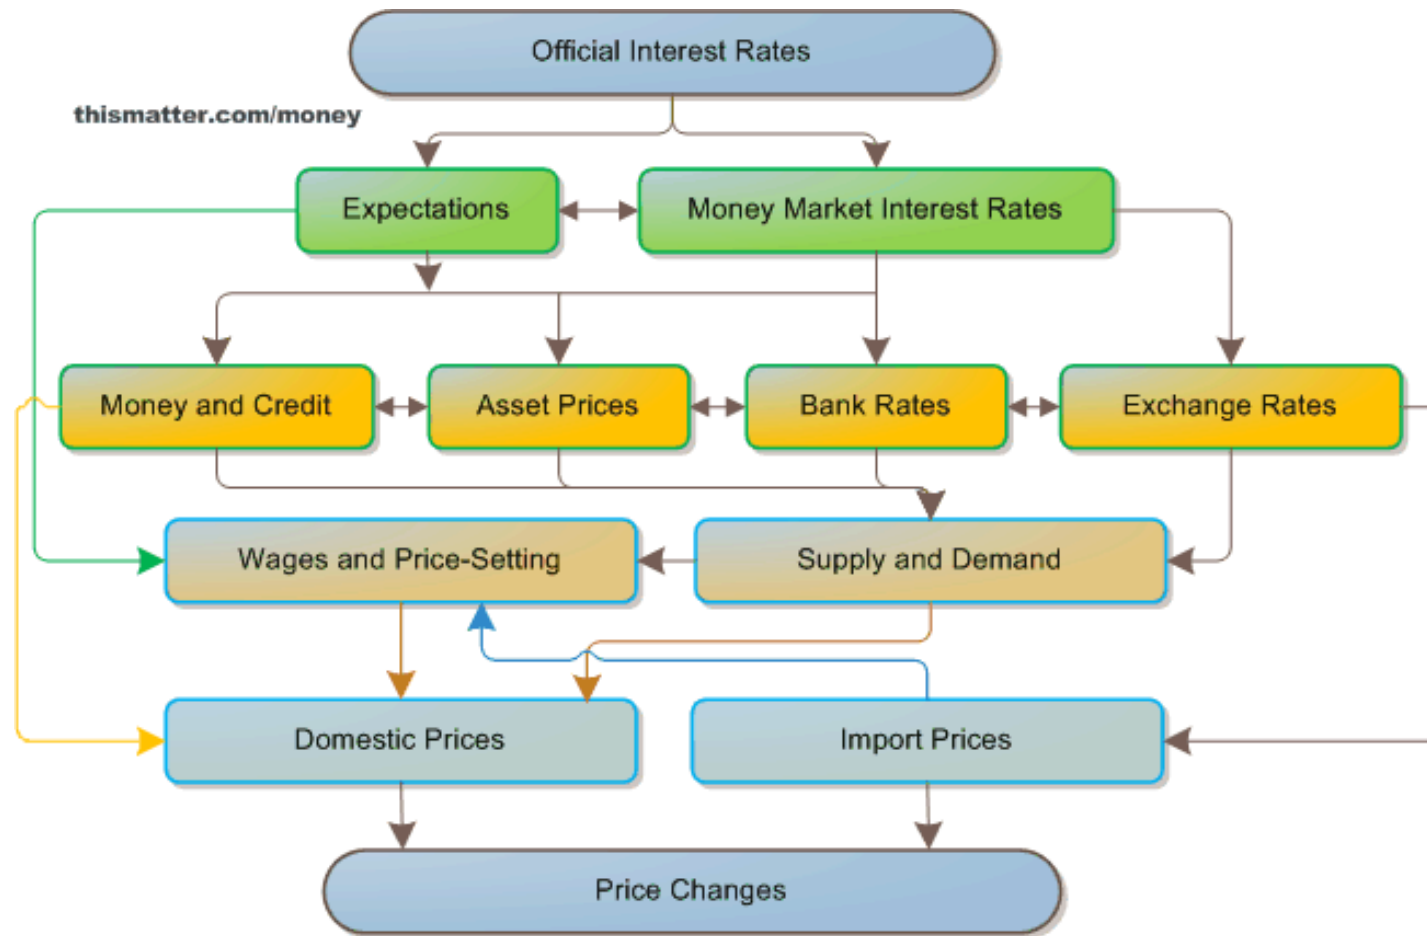 Official Interest Rates
thismatter.com/money
Expectations
Money Market Interest Rates
Money and Credit
Asset Prices
Bank Rates
Exchange Rates
Wages and Price-Setting
Supply and Demand
Domestic Prices
Import Prices
Price Changes